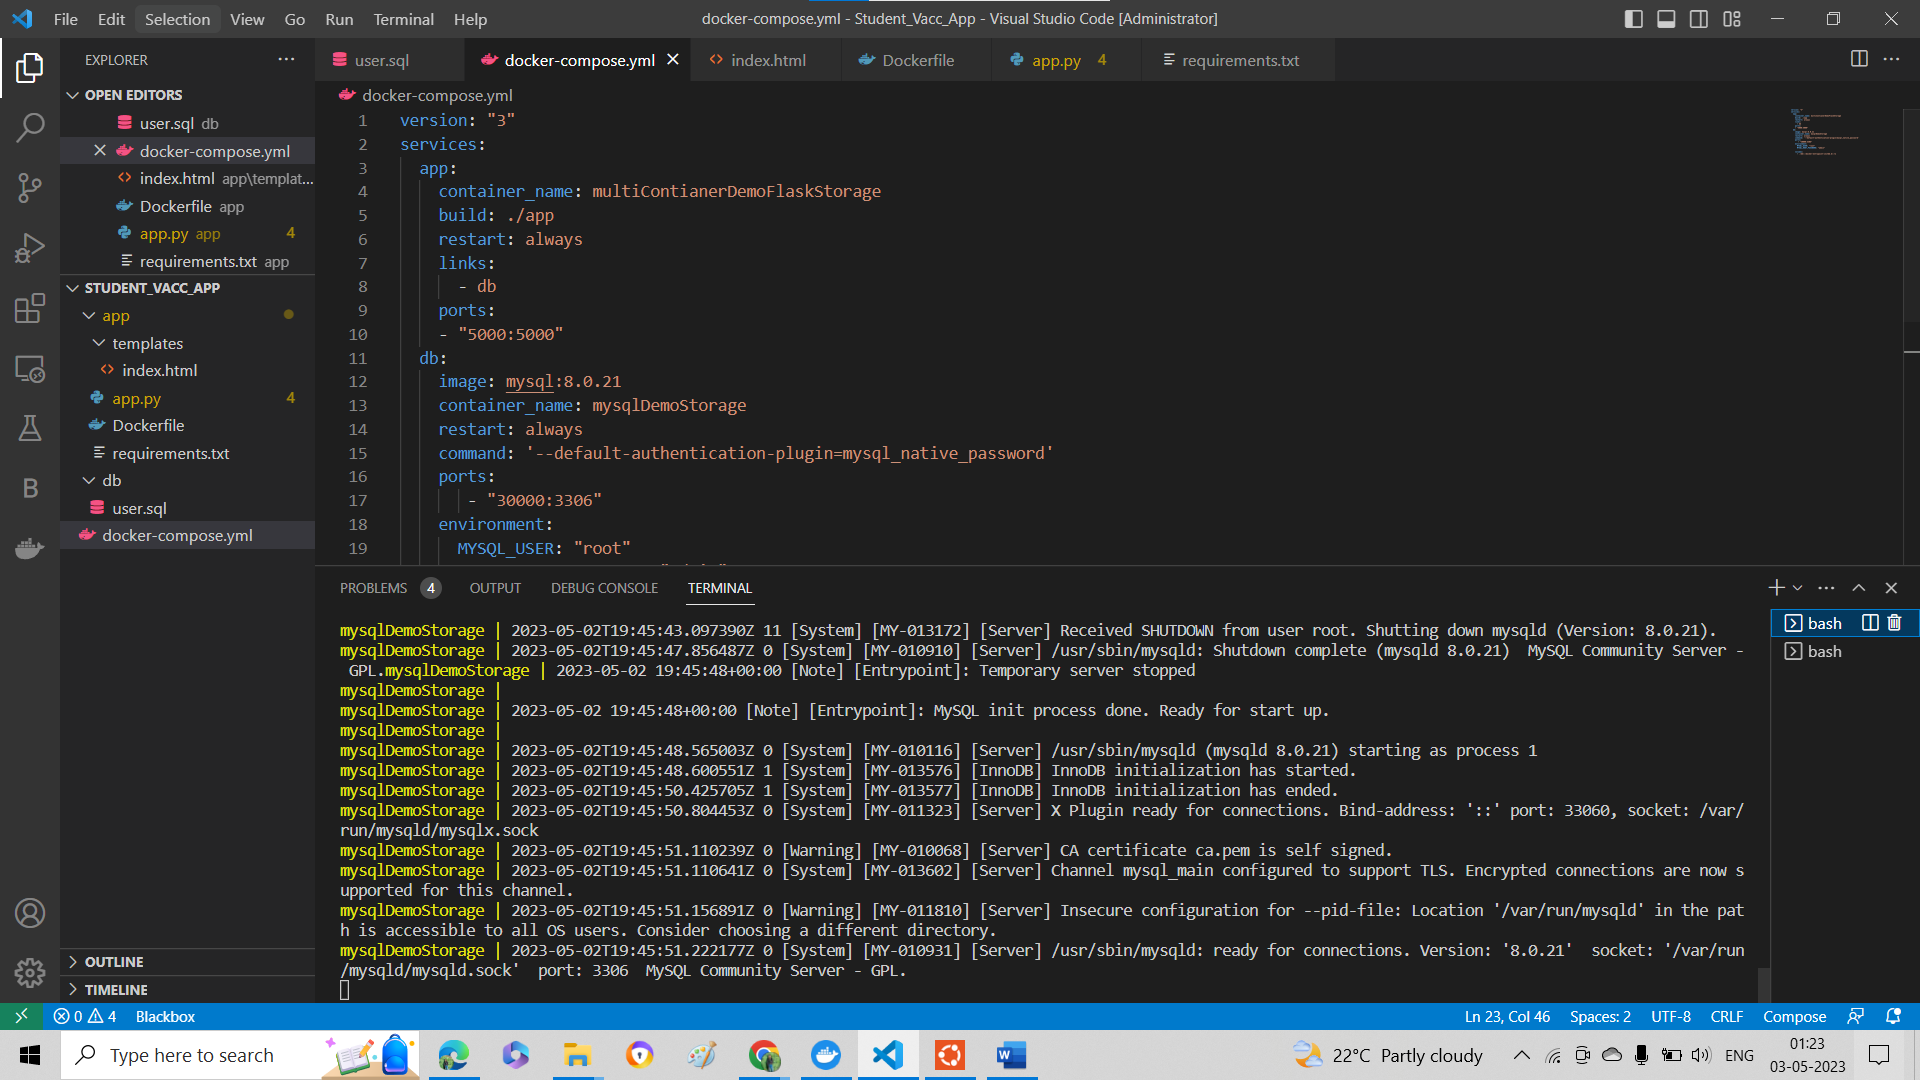 File Edit Selection View Go Run Terminal Help
docker-compose.yml - Student_Vacc_App - Visual Studio Code [Administrator]
EXPLORER
user.sql
docker-compose.yml
index.html
Dockerfile
app.py 4
requirements.txt
OPEN EDITORS
user.sql db
docker-compose.yml
index.html app\templat...
Dockerfile app
app.py app 4
requirements.txt app
STUDENT_VACC_APP
app
templates
index.html
app.py 4
Dockerfile
requirements.txt
db
user.sql
docker-compose.yml
OUTLINE
TIMELINE
docker-compose.yml
1 version: "3"
2 services:
3 app:
4 container_name: multiContianerDemoFlaskStorage
5 build: ./app
6 restart: always
7 links:
8 - db
9 ports:
10 - "5000:5000"
11 db:
12 image: mysql:8.0.21
13 container_name: mysqlDemoStorage
14 restart: always
15 command: '--default-authentication-plugin=mysql_native_password'
16 ports:
17 - "30000:3306"
18 environment:
19 MYSQL_USER: "root"
PROBLEMS 4 OUTPUT DEBUG CONSOLE TERMINAL
mysqlDemoStorage | 2023-05-02T19:45:43.097390Z 11 [System] [MY-013172] [Server] Received SHUTDOWN from user root. Shutting down mysqld (Version: 8.0.21).
mysqlDemoStorage | 2023-05-02T19:45:47.856487Z 0 [System] [MY-010910] [Server] /usr/sbin/mysqld: Shutdown complete (mysqld 8.0.21)  MySQL Community Server -
GPL.mysqlDemoStorage | 2023-05-02 19:45:48+00:00 [Note] [Entrypoint]: Temporary server stopped
mysqlDemoStorage |
mysqlDemoStorage | 2023-05-02 19:45:48+00:00 [Note] [Entrypoint]: MySQL init process done. Ready for start up.
mysqlDemoStorage |
mysqlDemoStorage | 2023-05-02T19:45:48.565003Z 0 [System] [MY-010116] [Server] /usr/sbin/mysqld (mysqld 8.0.21) starting as process 1
mysqlDemoStorage | 2023-05-02T19:45:48.600551Z 1 [System] [MY-013576] [InnoDB] InnoDB initialization has started.
mysqlDemoStorage | 2023-05-02T19:45:50.425705Z 1 [System] [MY-013577] [InnoDB] InnoDB initialization has ended.
mysqlDemoStorage | 2023-05-02T19:45:50.804453Z 0 [System] [MY-011323] [Server] X Plugin ready for connections. Bind-address: '::' port: 33060, socket: /var/
run/mysqld/mysqlx.sock
mysqlDemoStorage | 2023-05-02T19:45:51.110239Z 0 [Warning] [MY-010068] [Server] CA certificate ca.pem is self signed.
mysqlDemoStorage | 2023-05-02T19:45:51.110641Z 0 [System] [MY-013602] [Server] Channel mysql_main configured to support TLS. Encrypted connections are now s
upported for this channel.
mysqlDemoStorage | 2023-05-02T19:45:51.156891Z 0 [Warning] [MY-011810] [Server] Insecure configuration for --pid-file: Location '/var/run/mysqld' in the pat
h is accessible to all OS users. Consider choosing a different directory.
mysqlDemoStorage | 2023-05-02T19:45:51.222177Z 0 [System] [MY-010931] [Server] /usr/sbin/mysqld: ready for connections. Version: '8.0.21'  socket: '/var/run
/mysqld/mysqld.sock'  port: 3306  MySQL Community Server - GPL.
bash
bash
0 4 Blackbox
Ln 23, Col 46 Spaces: 2 UTF-8 CRLF Compose
Type here to search
22°C Partly cloudy
ENG
01:23
03-05-2023